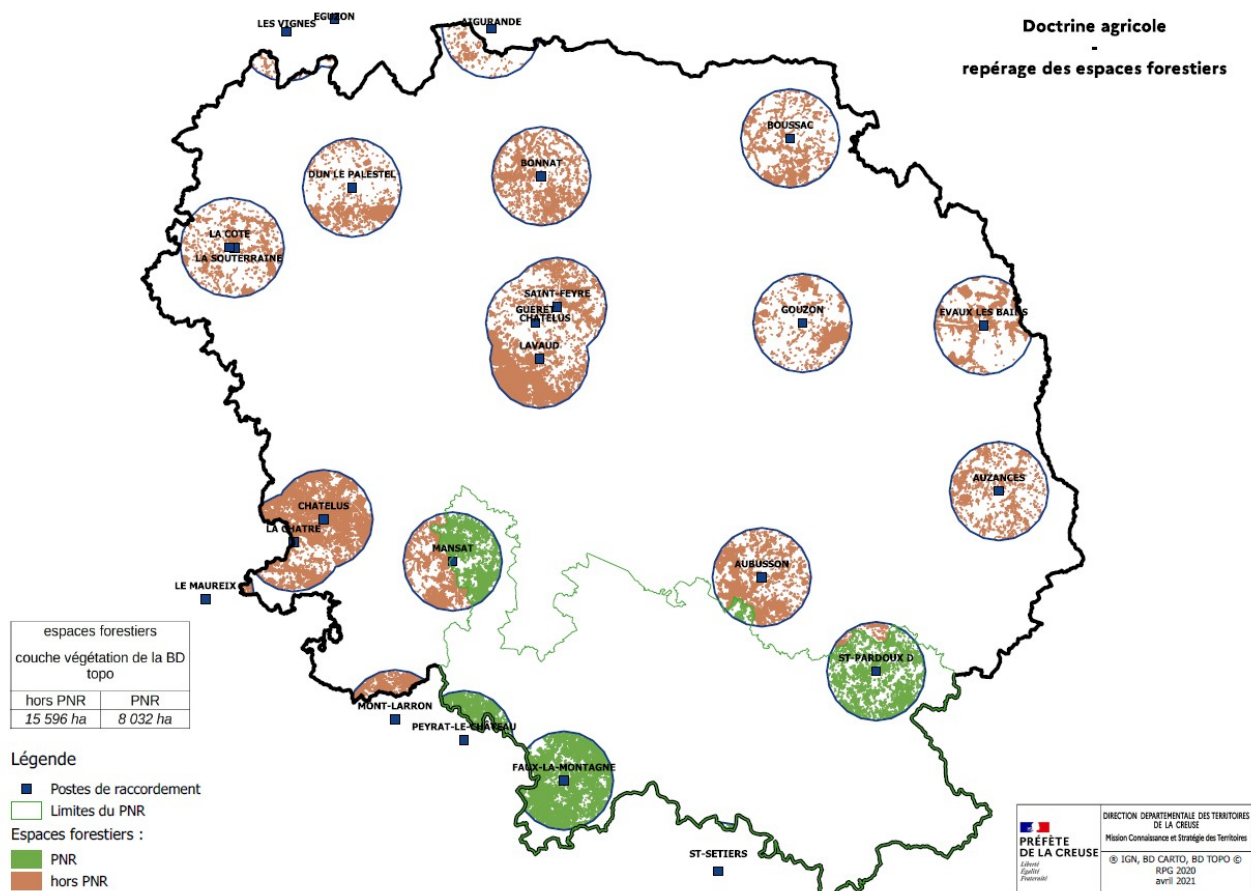 Doctrine agricole
-
repérage des espaces forestiers
LES VIGNES
EGUZON
AIGURANDE
BOUSSAC
BONNAT
DUN LE PALESTEL
LA COTE
LA SOUTERRAINE
SAINT-FEYRE
GUERET
CHATELUS
LAVAUD
GOUZON
EVAUX LES BAINS
AUZANCES
CHATELUS
LA CHATRE
MANSAT
AUBUSSON
LE MAUREIX
ST-PARDOUX D
MONT-LARRON
PEYRAT-LE-CHÂTEAU
FAUX-LA-MONTAGNE
ST-SETIERS
espaces forestiers
couche végétation de la BD
topo
hors PNR PNR
15 596 ha 8 032 ha
Légende
Postes de raccordement
Limites du PNR
Espaces forestiers :
PNR
hors PNR
PRÉFÈTE
DE LA CREUSE
Liberté
Égalité
Fraternité
DIRECTION DEPARTEMENTALE DES TERRITOIRES
DE LA CREUSE
Mission Connaissance et Stratégie des Territoires
® IGN, BD CARTO, BD TOPO ©
RPG 2020
avril 2021